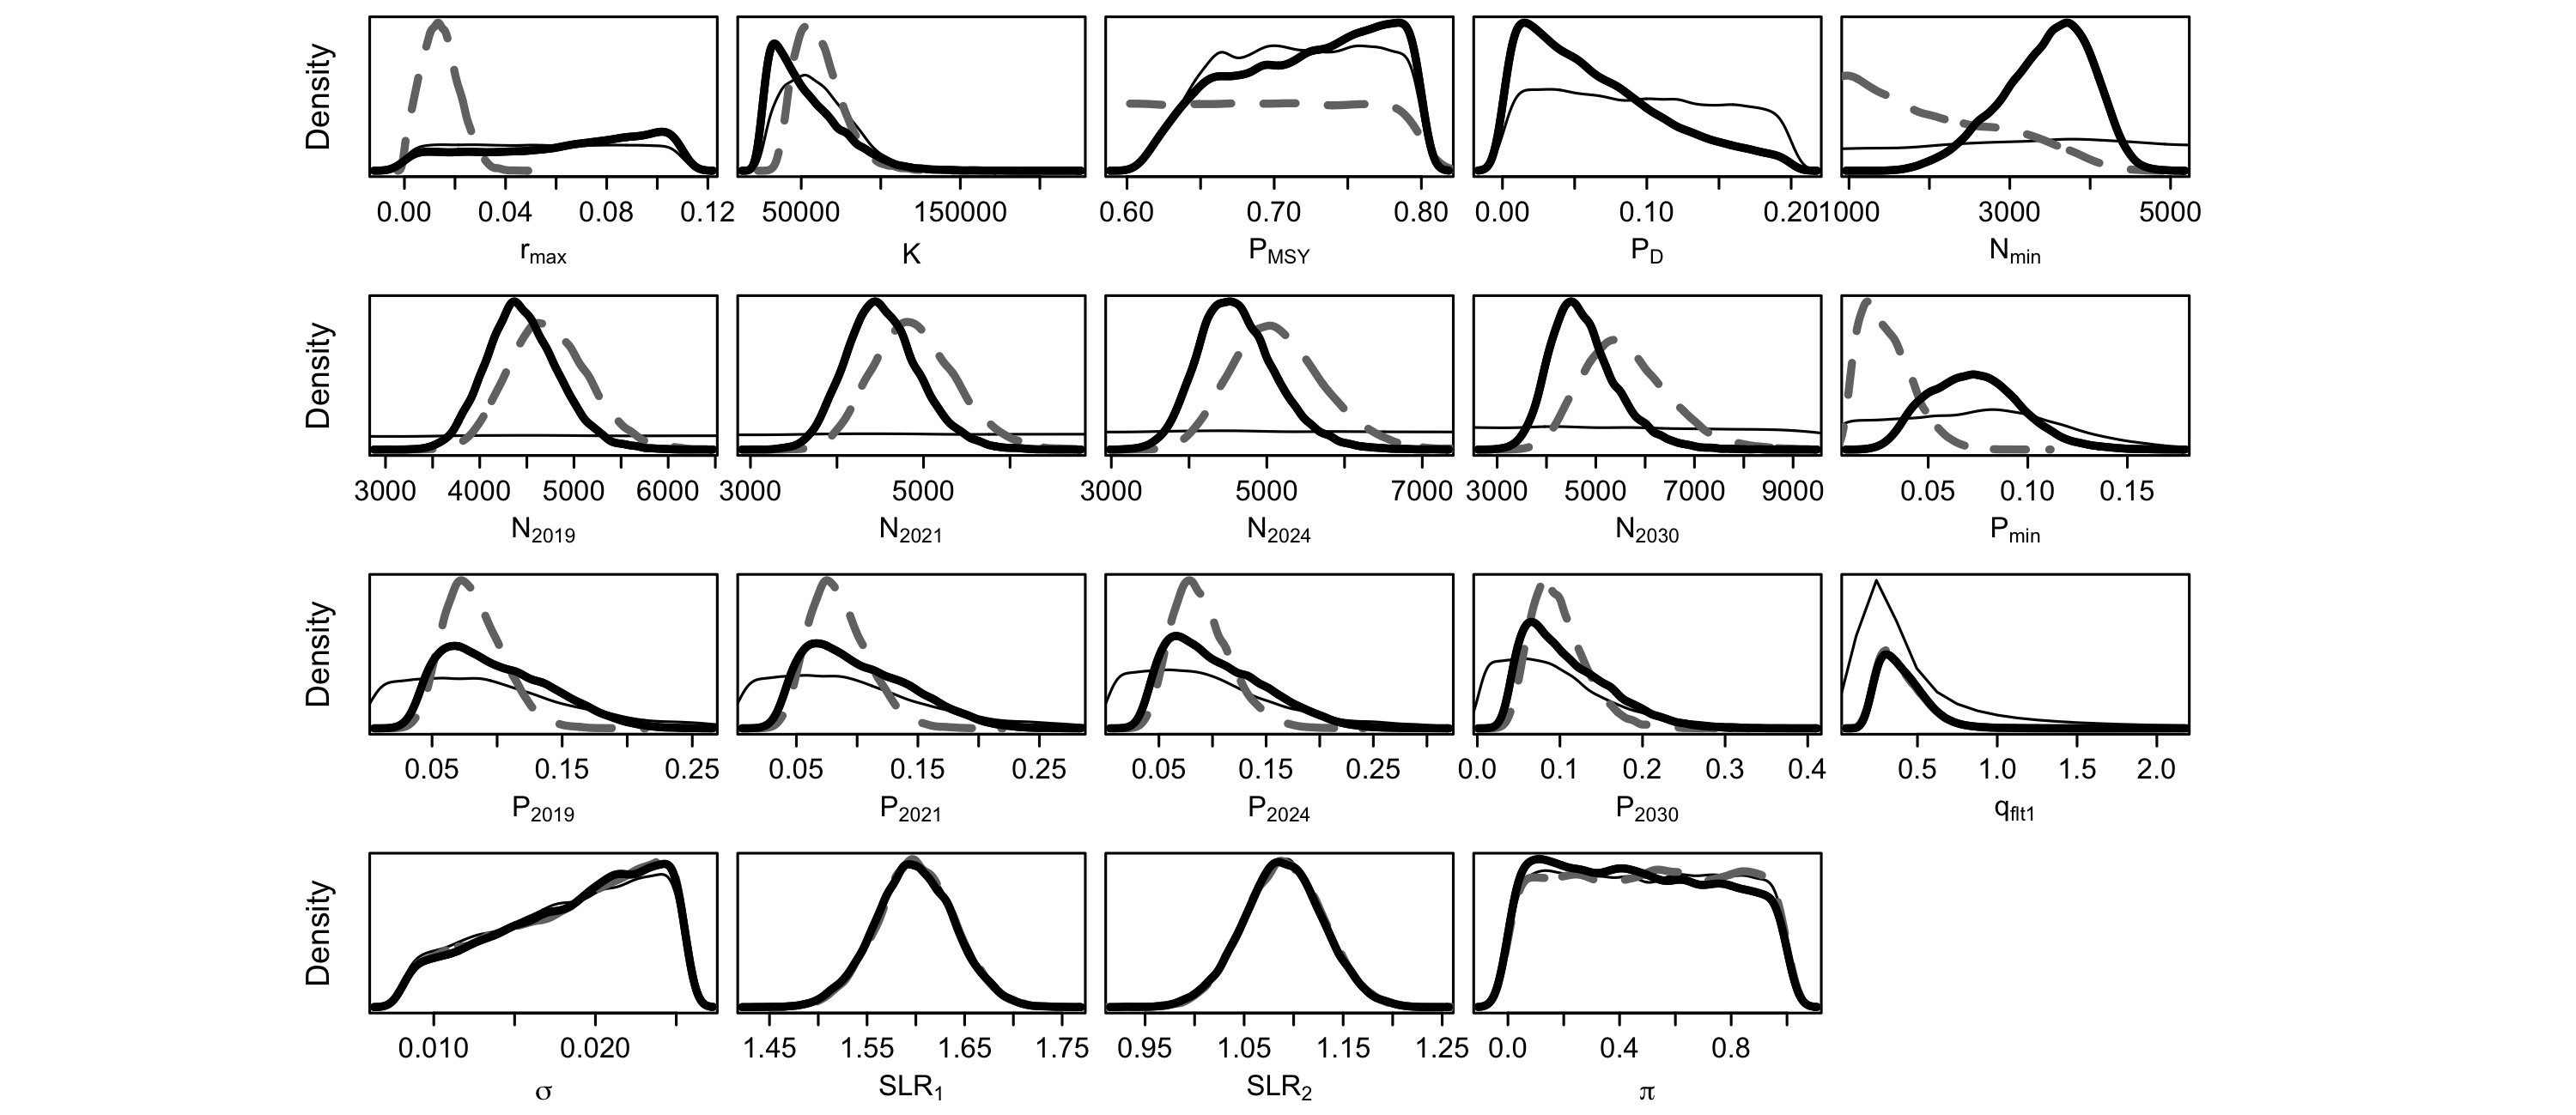 Density
0.00 0.04 0.08 0.12 50000 150000 0.60 0.70 0.80 0.00 0.10 0.201000 3000 5000
rmax K PMSY PD Nmin
Density
3000 4000 5000 6000 3000 5000 3000 5000 7000 3000 5000 7000 9000 0.05 0.10 0.15
N2019 N2021 N2024 N2030 Pmin
Density
0.05 0.15 0.25 0.05 0.15 0.25 0.05 0.15 0.25 0.0 0.1 0.2 0.3 0.4 0.5 1.0 1.5 2.0
P2019 P2021 P2024 P2030 qflt1
Density
0.010 0.020 1.45 1.55 1.65 1.75 0.95 1.05 1.15 1.25 0.0 0.4 0.8
σ SLR1 SLR2 π